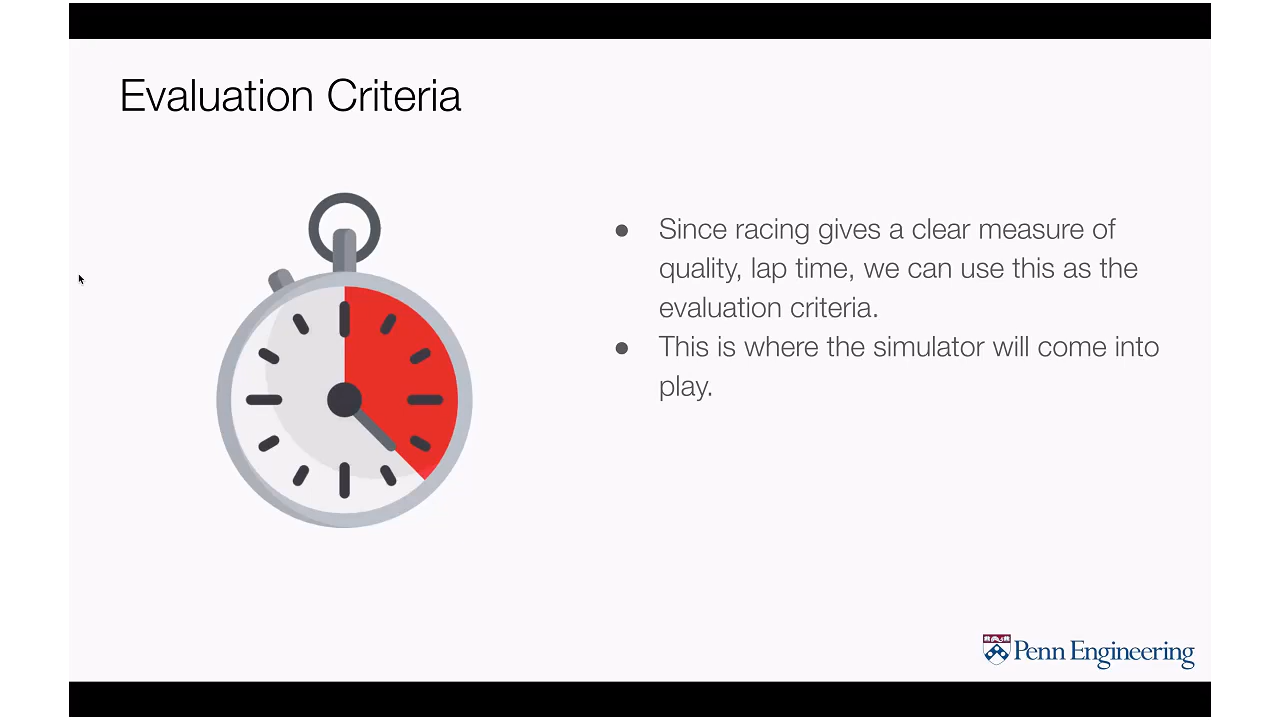 Evaluation Criteria
● Since racing gives a clear measure of
quality, lap time, we can use this as the
evaluation criteria.
● This is where the simulator will come into
play.
Penn Engineering